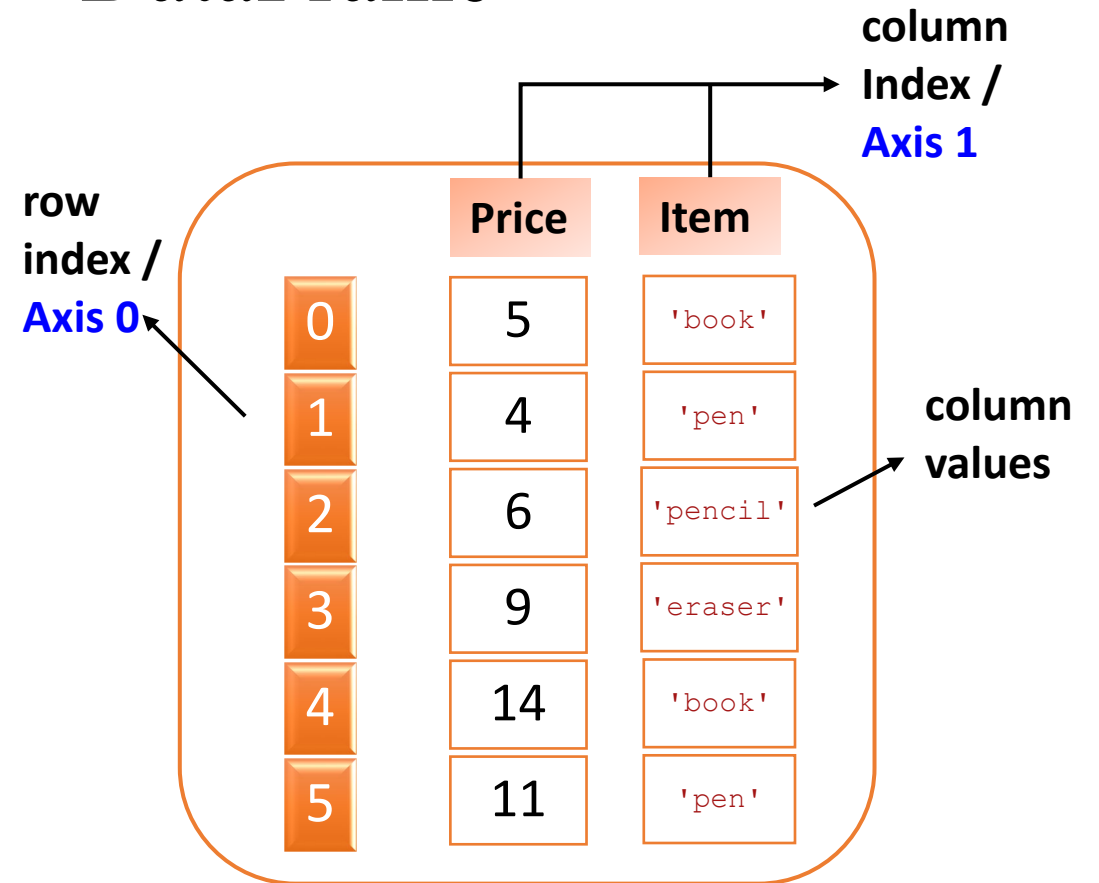 column
Index /
Axis 1
row
index /
Axis 0
Price Item
0 5 'book'
1 4 'pen'
2 6 'pencil'
3 9 'eraser'
4 14 'book'
5 11 'pen'
column
values